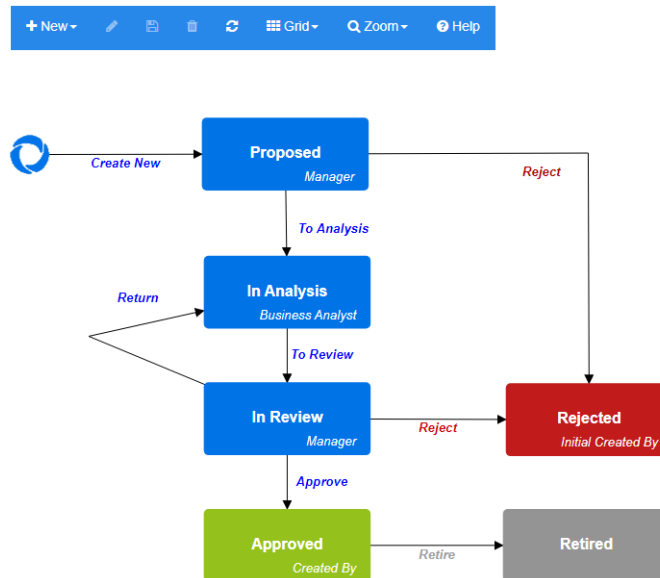 New
Grid
Zoom
Help
Create New
Proposed
Manager
Reject
To Analysis
Return
In Analysis
Business Analyst
To Review
In Review
Manager
Reject
Rejected
Initial Created By
Approve
Approved
Created By
Retire
Retired